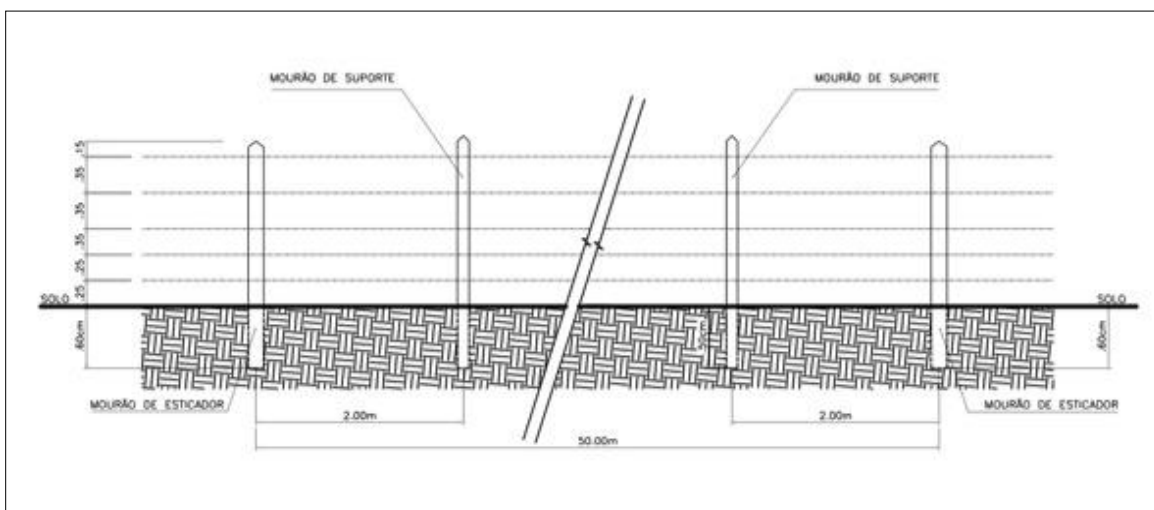 MOURÃO DE SUPORTE
MOURÃO DE SUPORTE
.15
.35
.35
.35
.25
.25
SOLO
SOLO
.60cm
50cm
.60cm
MOURÃO DE ESTICADOR
MOURÃO DE ESTICADOR
2.00m
2.00m
50.00m